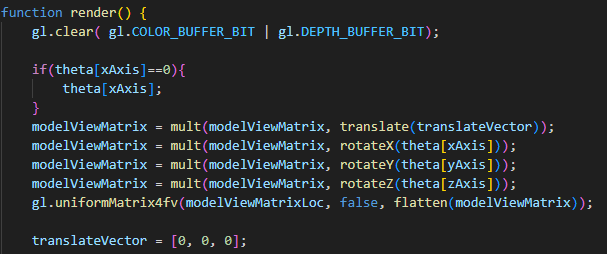 function render() {
gl.clear( gl.COLOR_BUFFER_BIT | gl.DEPTH_BUFFER_BIT);
if(theta[xAxis]==0){
theta[xAxis];
}
modelViewMatrix = mult(modelViewMatrix, translate(translateVector));
modelViewMatrix = mult(modelViewMatrix, rotateX(theta[xAxis]));
modelViewMatrix = mult(modelViewMatrix, rotateY(theta[yAxis]));
modelViewMatrix = mult(modelViewMatrix, rotateZ(theta[zAxis]));
gl.uniformMatrix4fv(modelViewMatrixLoc, false, flatten(modelViewMatrix));
translateVector = [0, 0, 0];